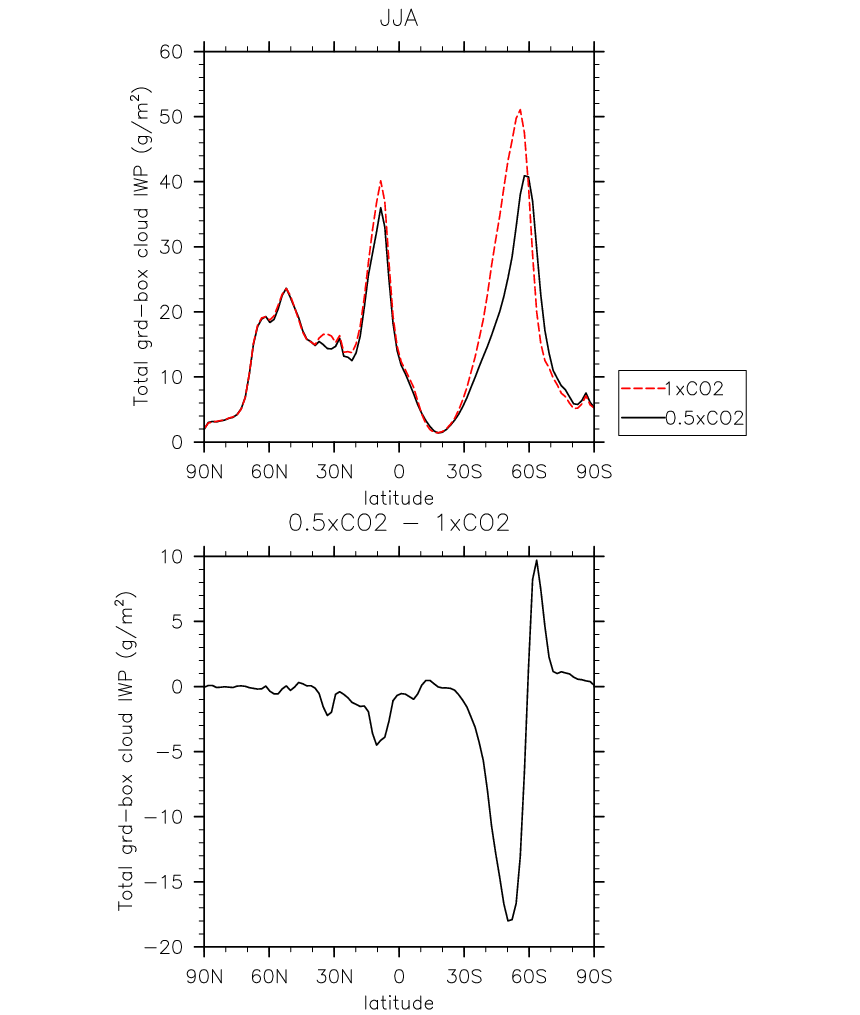 JJA
Total grd-box cloud IWP (g/m²)
60
50
40
30
20
10
0
90N 60N 30N 0 30S 60S 90S
latitude
1xCO2
0.5xCO2
0.5xCO2 - 1xCO2
Total grd-box cloud IWP (g/m²)
10
5
0
-5
-10
-15
-20
90N 60N 30N 0 30S 60S 90S
latitude